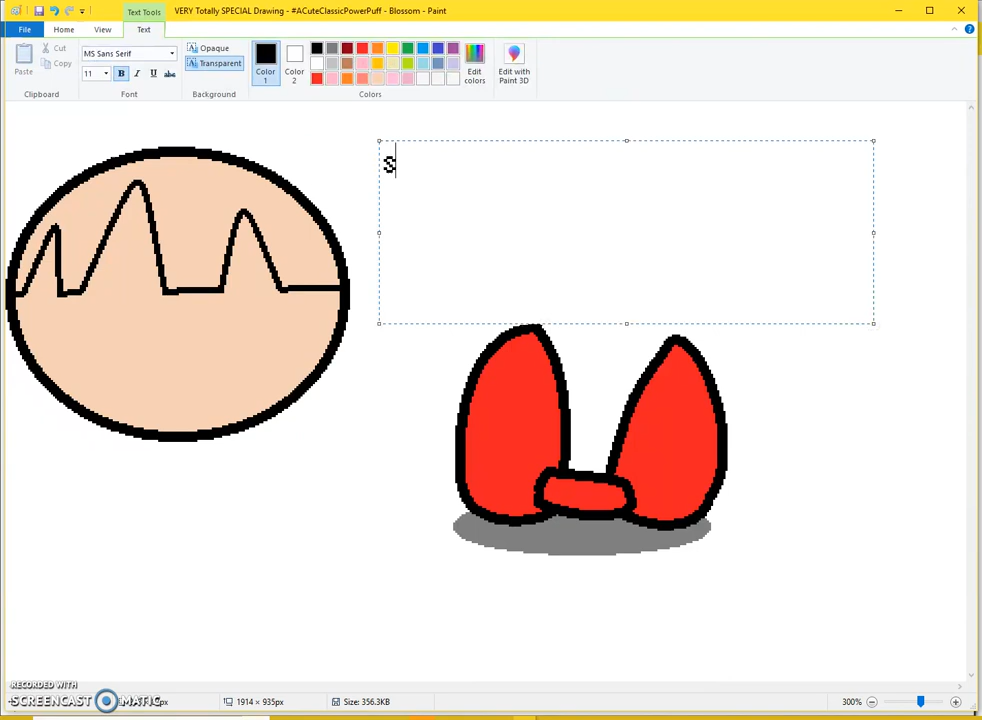 Text Tools
VERY Totally SPECIAL Drawing - #ACuteClassicPowerPuff - Blossom - Paint
File Home View Text
Paste
Cut
Copy
Clipboard
MS Sans Serif
11 B I U abc
Font
Opaque
Transparent
Background
Color 1
Color 2
Edit colors
Colors
Edit with Paint 3D
S
RECORDED WITH
SCREENCAST MATIC
1914 × 935px
Size: 356.3KB
300%